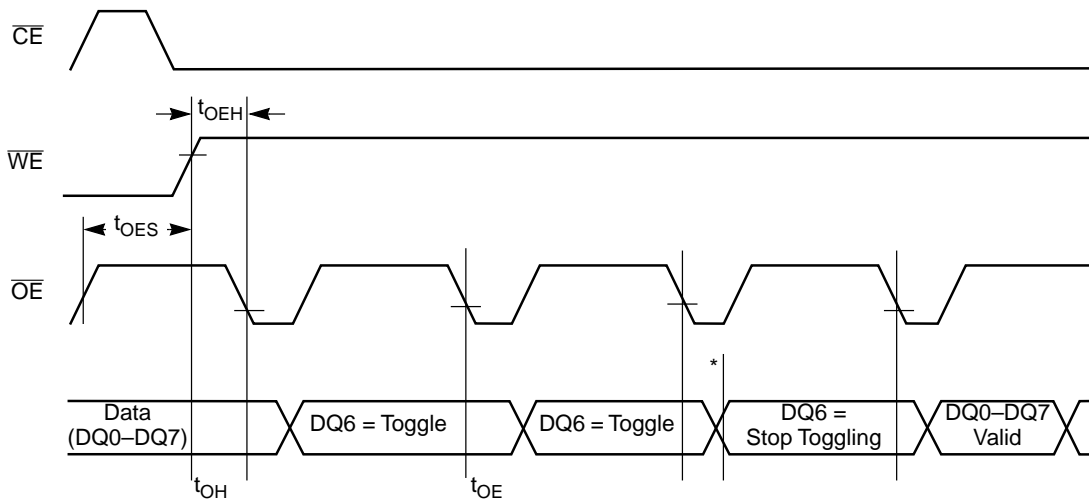 CE
tOEH
WE
tOES
OE
*
Data
(DQ0–DQ7)
DQ6 = Toggle
DQ6 = Toggle
DQ6 =
Stop Toggling
DQ0–DQ7
Valid
tOH
tOE